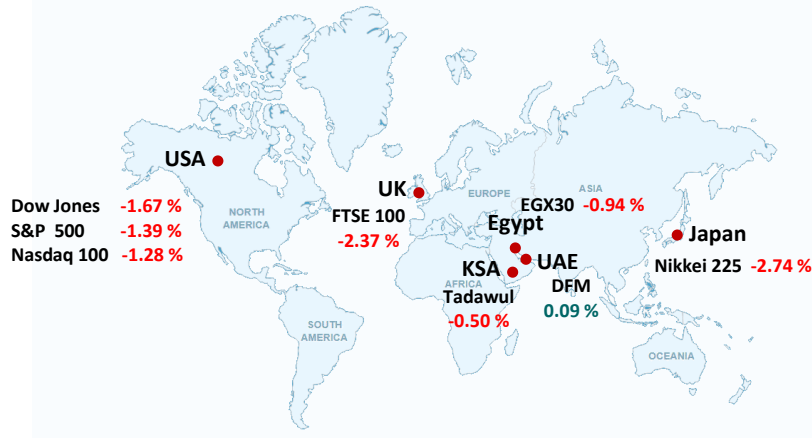 USA
Dow Jones -1.67 %
S&P 500 -1.39 %
Nasdaq 100 -1.28 %
NORTH
AMERICA
SOUTH
AMERICA
UK
FTSE 100
-2.37 %
EUROPE
ASIA
EGX30 -0.94 %
Egypt
KSA
AFRICA
Tadawul
-0.50 %
UAE
DFM
0.09 %
Japan
Nikkei 225 -2.74 %
OCEANIA